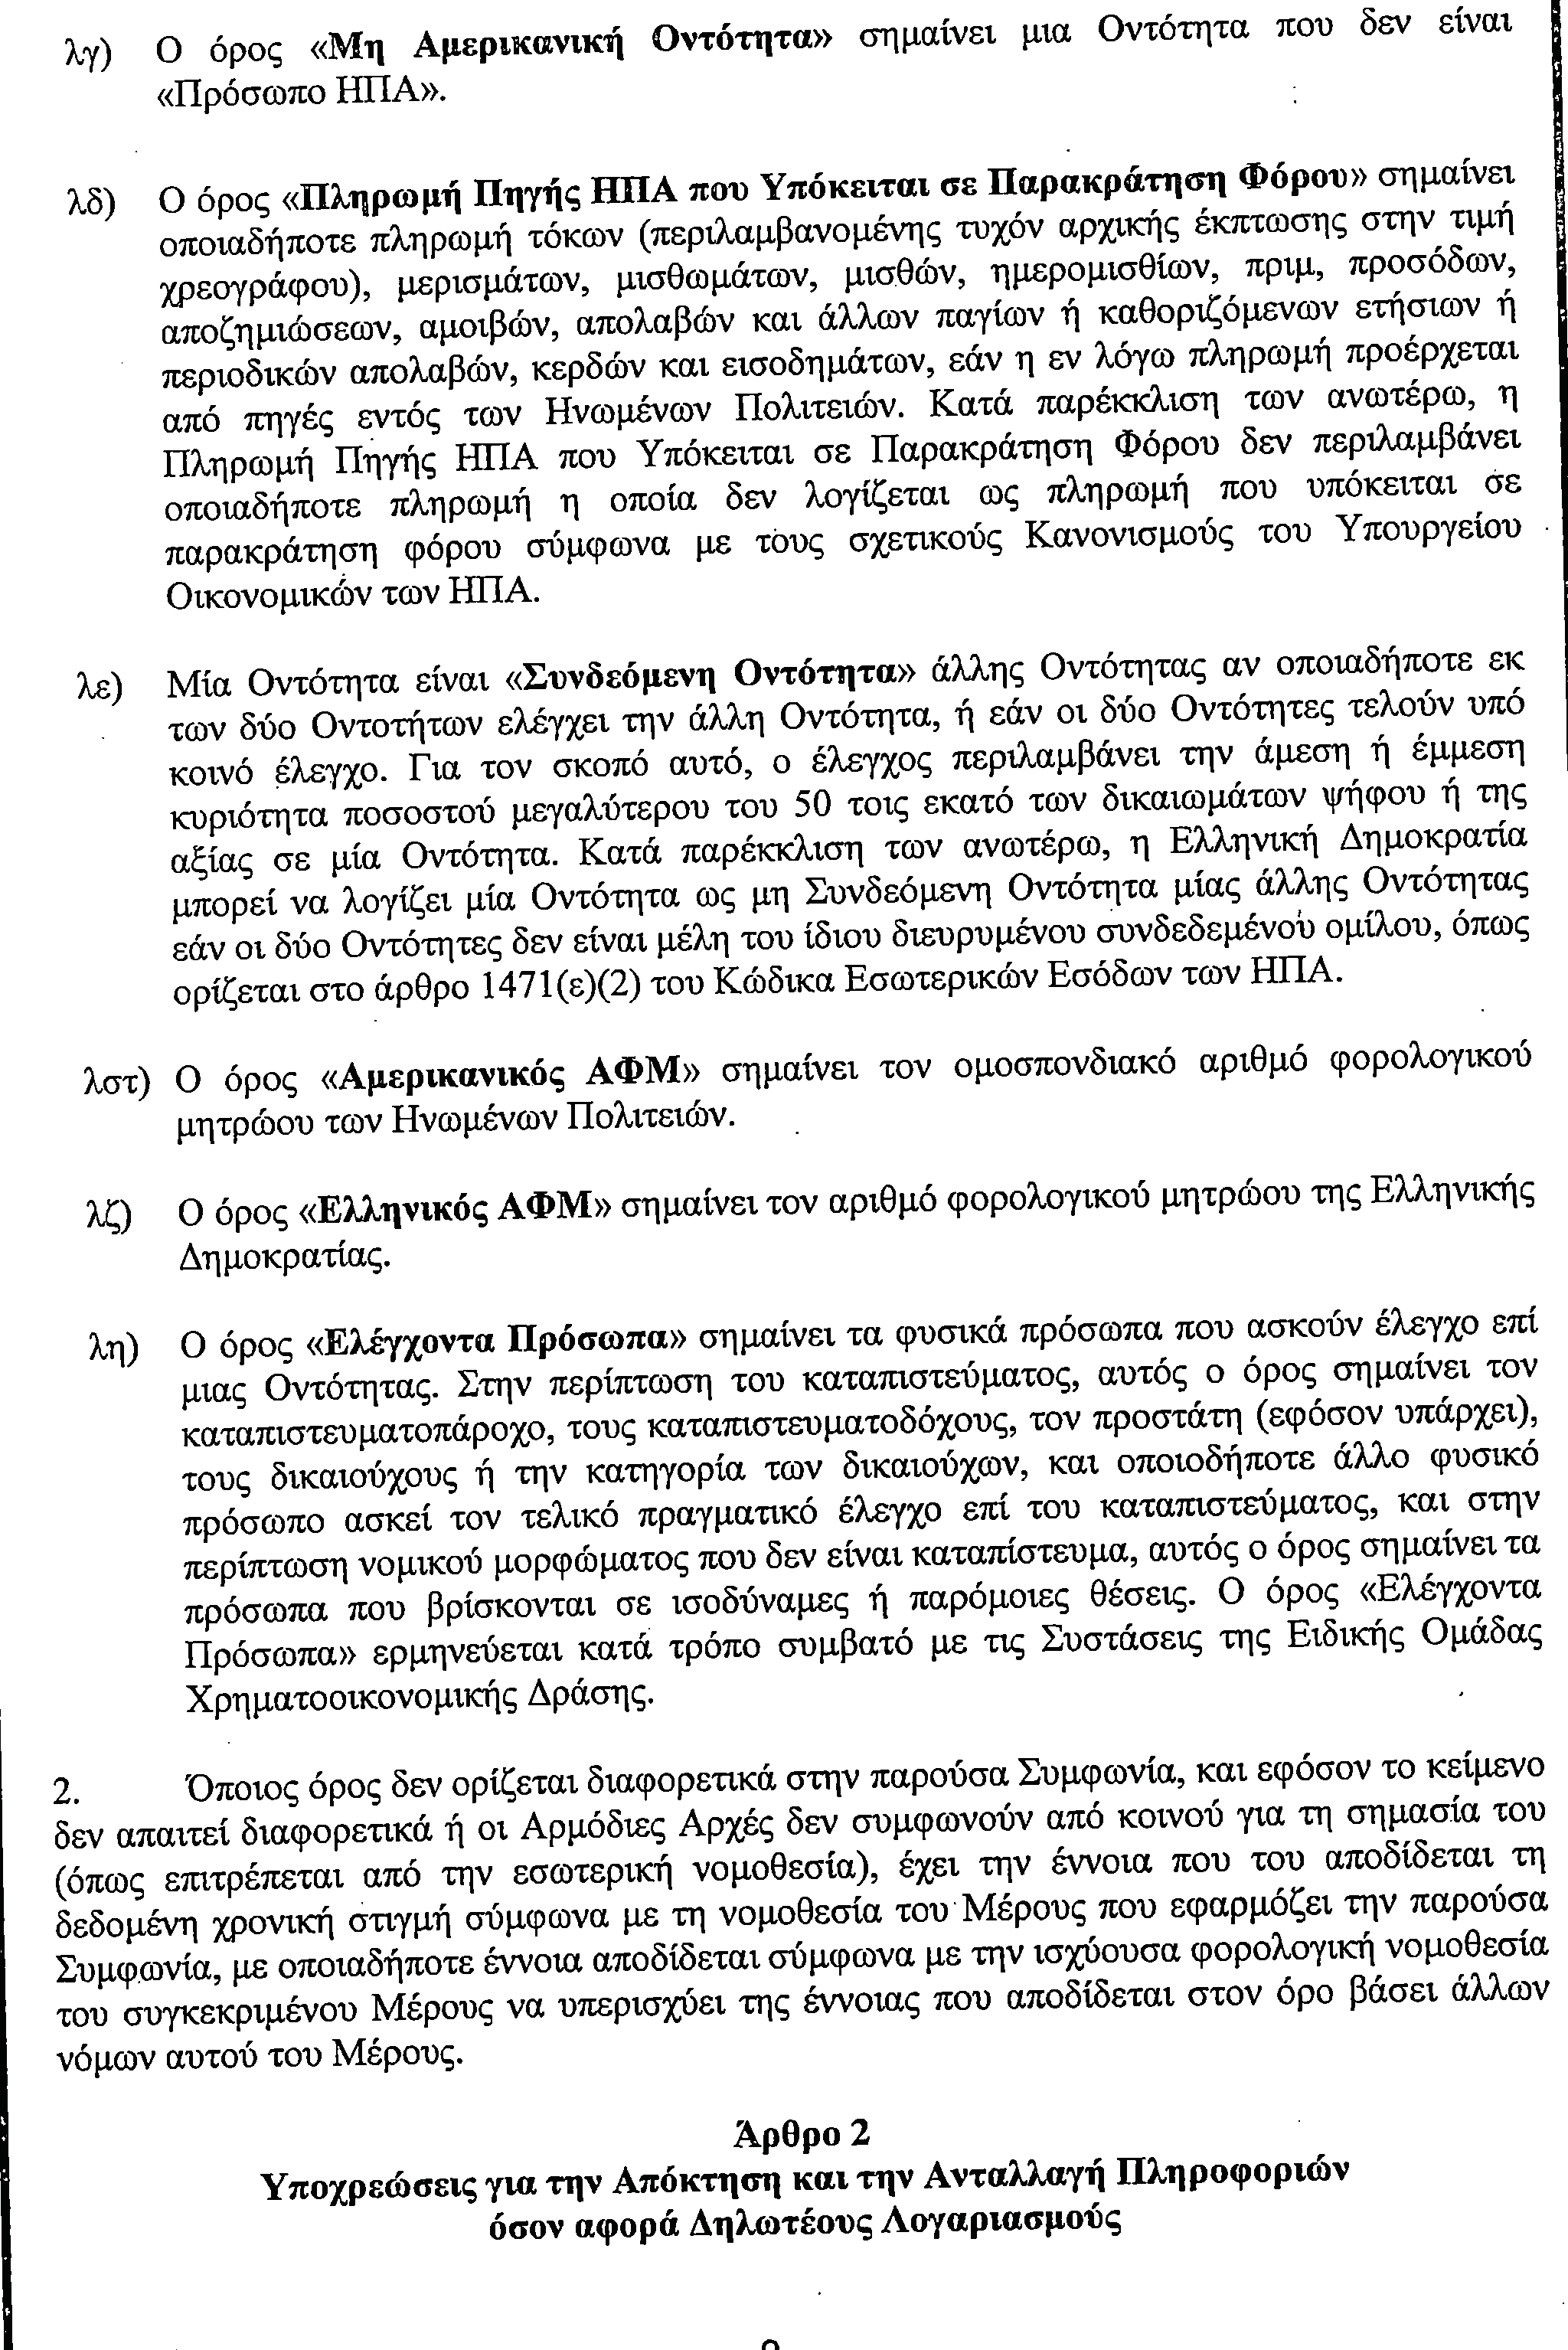 λγ) Ο όρος «Μη Αμερικανική Οντότητα» σημαίνει μια Οντότητα που δεν είναι
«Πρόσωπο ΗΠΑ».
λδ) Ο όρος «Πληρωμή Πηγής ΗΠΑ που Υπόκειται σε Παρακράτηση Φόρου» σημαίνει
οποιαδήποτε πληρωμή τόκων (περιλαμβανομένης τυχόν αρχικής έκπτωσης στην τιμή
χρεογράφου), μερισμάτων, μισθωμάτων, μισθών, ημερομισθίων, πριμ, προσόδων,
αποζημιώσεων, αμοιβών, απολαβών και άλλων παγίων ή καθοριζόμενων ετήσιων ή
περιοδικών απολαβών, κερδών και εισοδημάτων, εάν η εν λόγω πληρωμή προέρχεται
από πηγές εντός των Ηνωμένων Πολιτειών. Κατά παρέκκλιση των ανωτέρω, η
Πληρωμή Πηγής ΗΠΑ που Υπόκειται σε Παρακράτηση Φόρου δεν περιλαμβάνει
οποιαδήποτε πληρωμή η οποία δεν λογίζεται ως πληρωμή που υπόκειται σε
παρακράτηση φόρου σύμφωνα με τους σχετικούς Κανονισμούς του Υπουργείου
Οικονομικών των ΗΠΑ.
λε) Μία Οντότητα είναι «Συνδεόμενη Οντότητα» άλλης Οντότητας αν οποιαδήποτε εκ
των δύο Οντοτήτων ελέγχει την άλλη Οντότητα, ή εάν οι δύο Οντότητες τελούν υπό
κοινό έλεγχο. Για τον σκοπό αυτό, ο έλεγχος περιλαμβάνει την άμεση ή έμμεση
κυριότητα ποσοστού μεγαλύτερου του 50 τοις εκατό των δικαιωμάτων ψήφου ή της
αξίας σε μία Οντότητα. Κατά παρέκκλιση των ανωτέρω, η Ελληνική Δημοκρατία
μπορεί να λογίζει μία Οντότητα ως μη Συνδεόμενη Οντότητα μίας άλλης Οντότητας
εάν οι δύο Οντότητες δεν είναι μέλη του ίδιου διευρυμένου συνδεδεμένου ομίλου, όπως
ορίζεται στο άρθρο 1471(ε)(2) του Κώδικα Εσωτερικών Εσόδων των ΗΠΑ.
λστ) Ο όρος «Αμερικανικός ΑΦΜ» σημαίνει τον ομοσπονδιακό αριθμό φορολογικού
μητρώου των Ηνωμένων Πολιτειών.
λζ) Ο όρος «Ελληνικός ΑΦΜ» σημαίνει τον αριθμό φορολογικού μητρώου της Ελληνικής
Δημοκρατίας.
λη) Ο όρος «Ελέγχοντα Πρόσωπα» σημαίνει τα φυσικά πρόσωπα που ασκούν έλεγχο επί
μιας Οντότητας. Στην περίπτωση του καταπιστεύματος, αυτός ο όρος σημαίνει τον
καταπιστευματοπάροχο, τους καταπιστευματοδόχους, τον προστάτη (εφόσον υπάρχει),
τους δικαιούχους ή την κατηγορία των δικαιούχων, και οποιοδήποτε άλλο φυσικό
πρόσωπο ασκεί τον τελικό πραγματικό έλεγχο επί του καταπιστεύματος, και στην
περίπτωση νομικού μορφώματος που δεν είναι καταπίστευμα, αυτός ο όρος σημαίνει τα
πρόσωπα που βρίσκονται σε ισοδύναμες ή παρόμοιες θέσεις. Ο όρος «Ελέγχοντα
Πρόσωπα» ερμηνεύεται κατά τρόπο συμβατό με τις Συστάσεις της Ειδικής Ομάδας
Χρηματοοικονομικής Δράσης.
2. Όποιος όρος δεν ορίζεται διαφορετικά στην παρούσα Συμφωνία, και εφόσον το κείμενο
δεν απαιτεί διαφορετικά ή οι Αρμόδιες Αρχές δεν συμφωνούν από κοινού για τη σημασία του
(όπως επιτρέπεται από την εσωτερική νομοθεσία), έχει την έννοια που του αποδίδεται τη
δεδομένη χρονική στιγμή σύμφωνα με τη νομοθεσία του Μέρους που εφαρμόζει την παρούσα
Συμφωνία, με οποιαδήποτε έννοια αποδίδεται σύμφωνα με την ισχύουσα φορολογική νομοθεσία
του συγκεκριμένου Μέρους να υπερισχύει της έννοιας που αποδίδεται στον όρο βάσει άλλων
νόμων αυτού του Μέρους.
Άρθρο 2
Υποχρεώσεις για την Απόκτηση και την Ανταλλαγή Πληροφοριών
όσον αφορά Δηλωτέους Λογαριασμούς